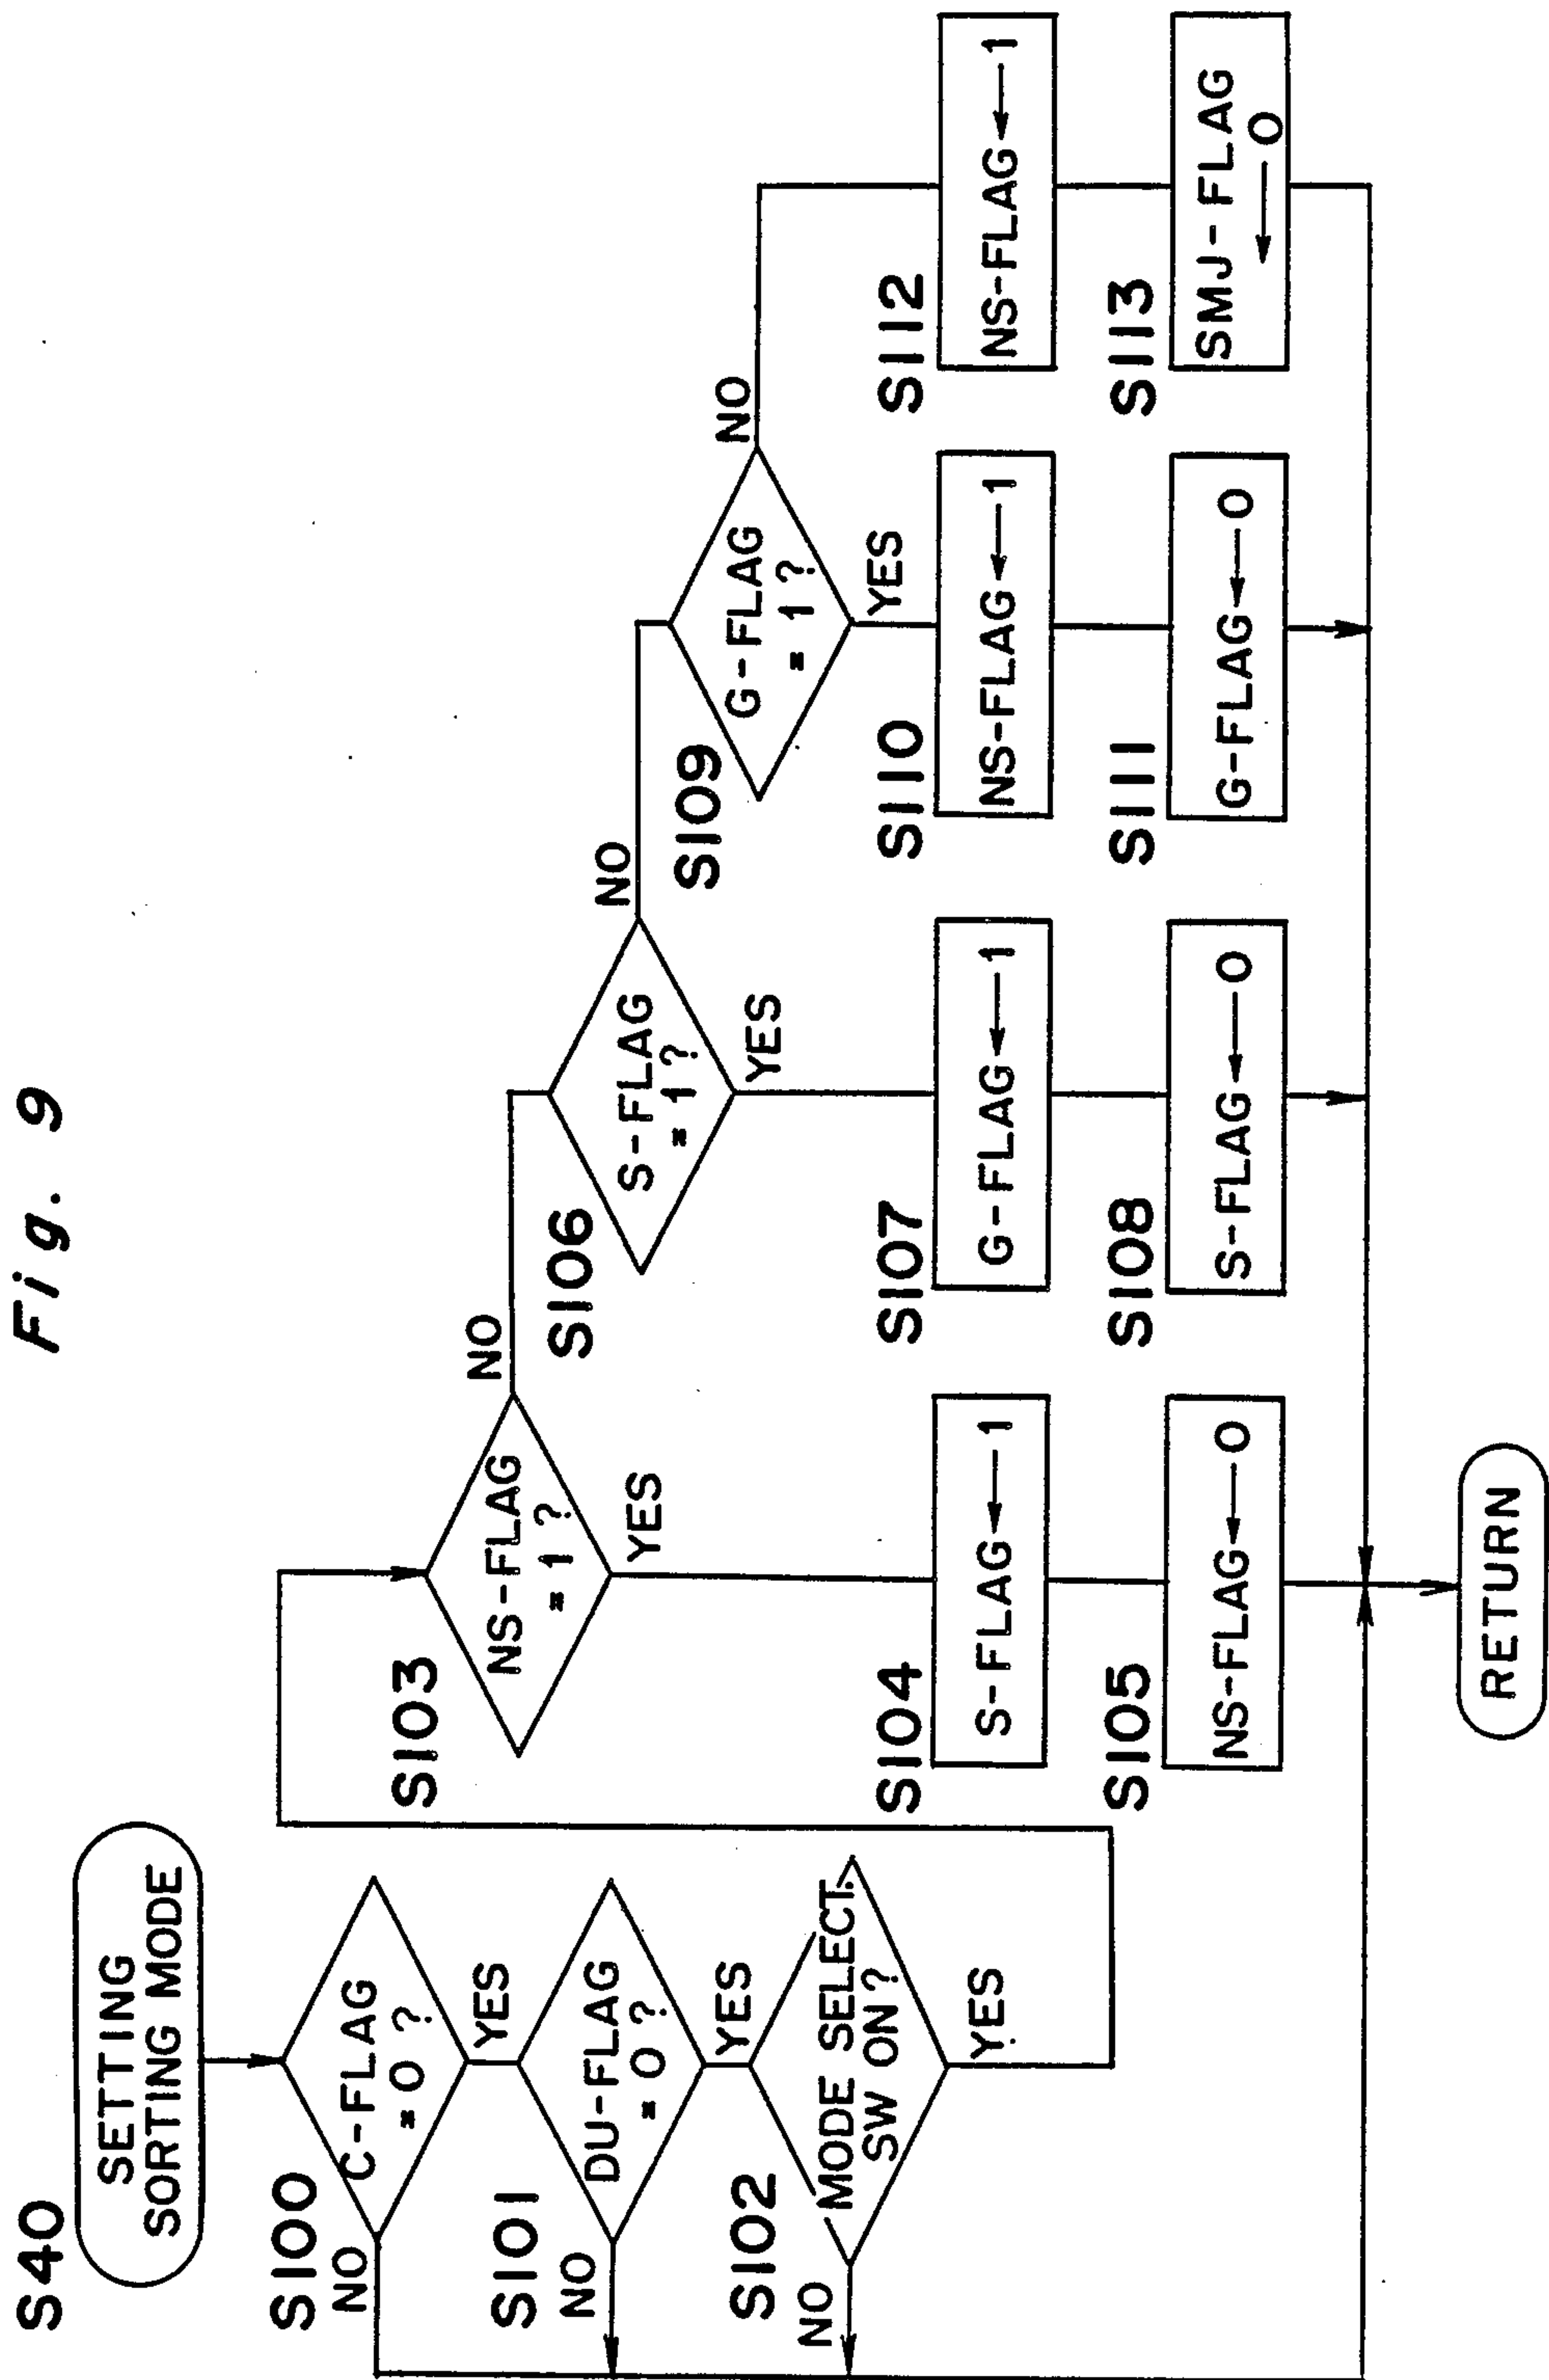 Fig. 9
S40
SETTING
SORTING MODE
S100
C-FLAG
= 0 ?
NO
YES
S101
DU-FLAG
= 0 ?
NO
YES
S102
MODE SELECT
SW ON ?
NO
YES
S103
NS-FLAG
= 1 ?
NO
YES
S104
S-FLAG ← 1
S105
NS-FLAG ← 0
S106
S-FLAG
= 1 ?
NO
YES
S107
G-FLAG ← 1
S108
S-FLAG ← 0
S109
G-FLAG
= 1 ?
NO
YES
S110
NS-FLAG ← 1
S111
G-FLAG ← 0
S112
NS-FLAG ← 1
S113
SMJ-FLAG
← 0
RETURN